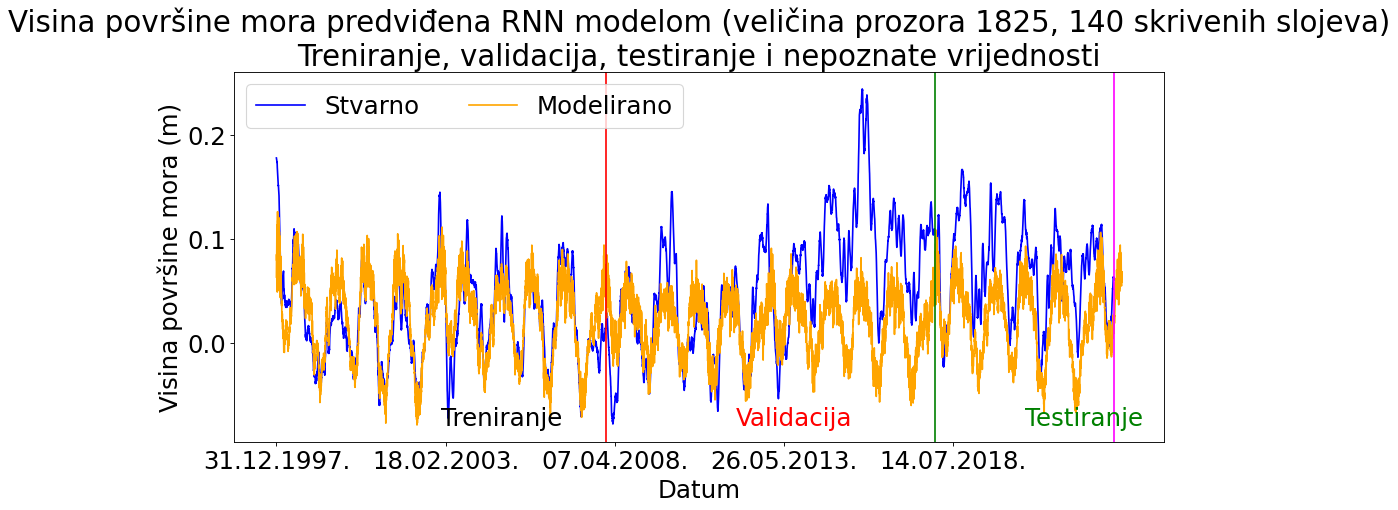 Visina površine mora predviđena RNN modelom (veličina prozora 1825, 140 skrivenih slojeva)
Treniranje, validacija, testiranje i nepoznate vrijednosti
Stvarno
Modelirano
Visina površine mora (m)
0.2
0.1
0.0
Treniranje
Validacija
Testiranje
31.12.1997.
18.02.2003.
07.04.2008.
26.05.2013.
14.07.2018.
Datum